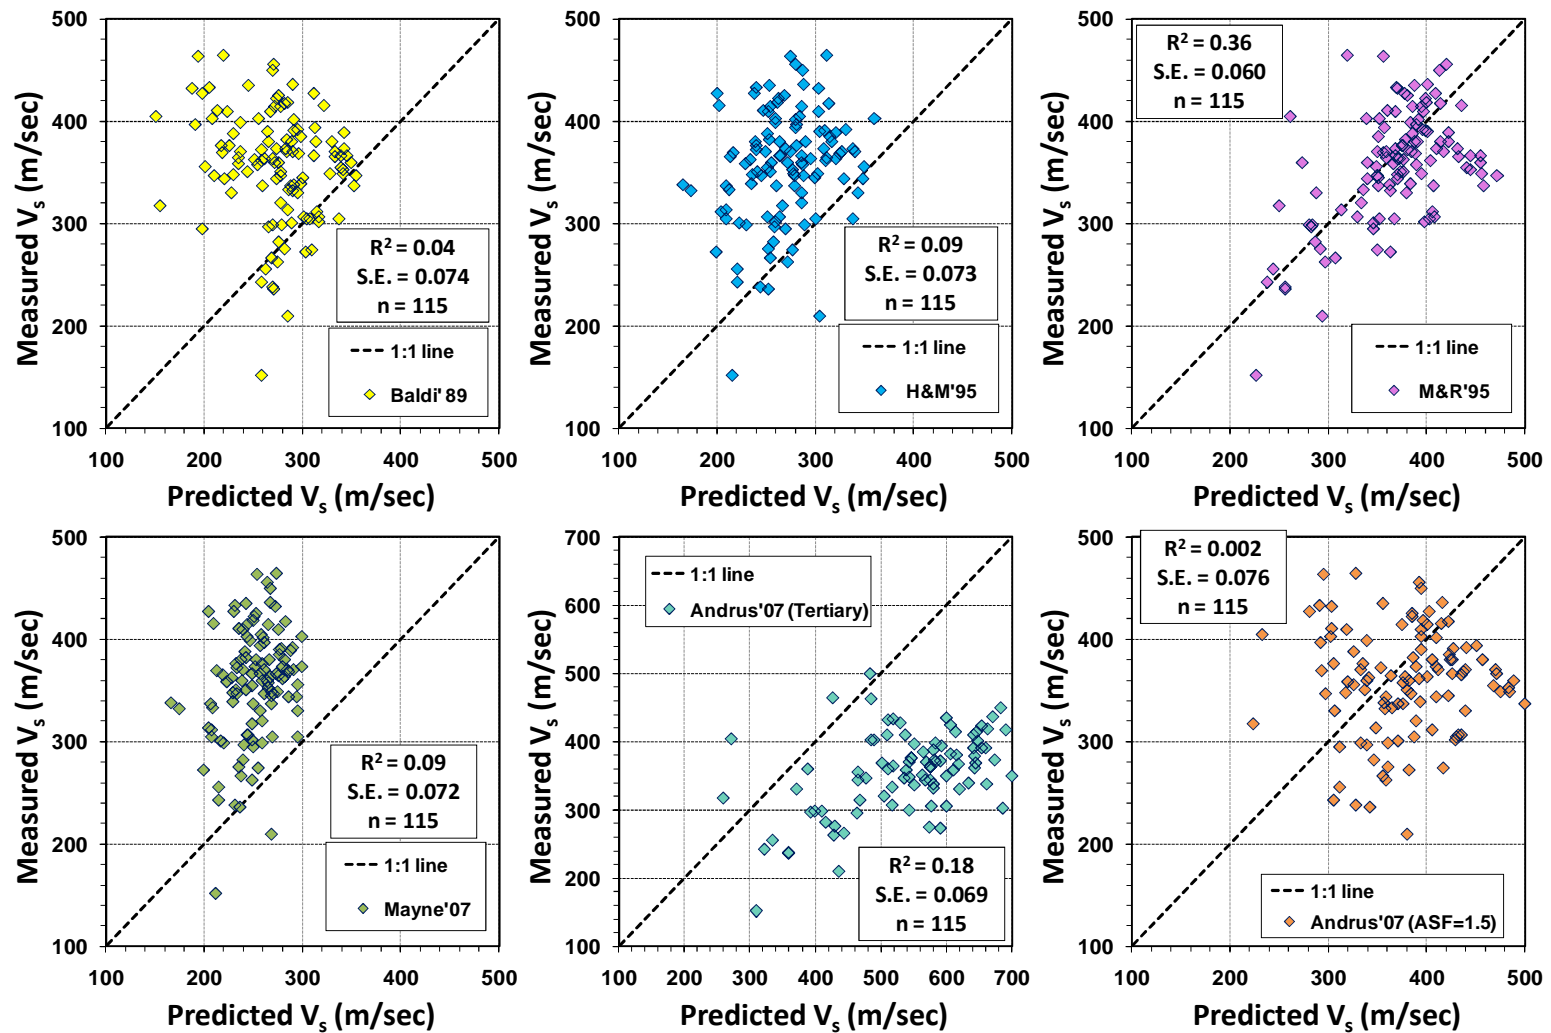 500
400
300
200
100
Measured Vs (m/sec)
R² = 0.04
S.E. = 0.074
n = 115
1:1 line
Baldi' 89
100 200 300 400 500
Predicted Vs (m/sec)
500
400
300
200
100
Measured Vs (m/sec)
R² = 0.09
S.E. = 0.073
n = 115
1:1 line
H&M'95
100 200 300 400 500
Predicted Vs (m/sec)
500
400
300
200
100
Measured Vs (m/sec)
R² = 0.36
S.E. = 0.060
n = 115
1:1 line
M&R'95
100 200 300 400 500
Predicted Vs (m/sec)
500
400
300
200
100
Measured Vs (m/sec)
R² = 0.09
S.E. = 0.072
n = 115
1:1 line
Mayne'07
100 200 300 400 500
Predicted Vs (m/sec)
700
600
500
400
300
200
100
Measured Vs (m/sec)
1:1 line
Andrus'07 (Tertiary)
R² = 0.18
S.E. = 0.069
n = 115
100 200 300 400 500 600 700
Predicted Vs (m/sec)
500
400
300
200
100
Measured Vs (m/sec)
R² = 0.002
S.E. = 0.076
n = 115
1:1 line
Andrus'07 (ASF=1.5)
100 200 300 400 500
Predicted Vs (m/sec)